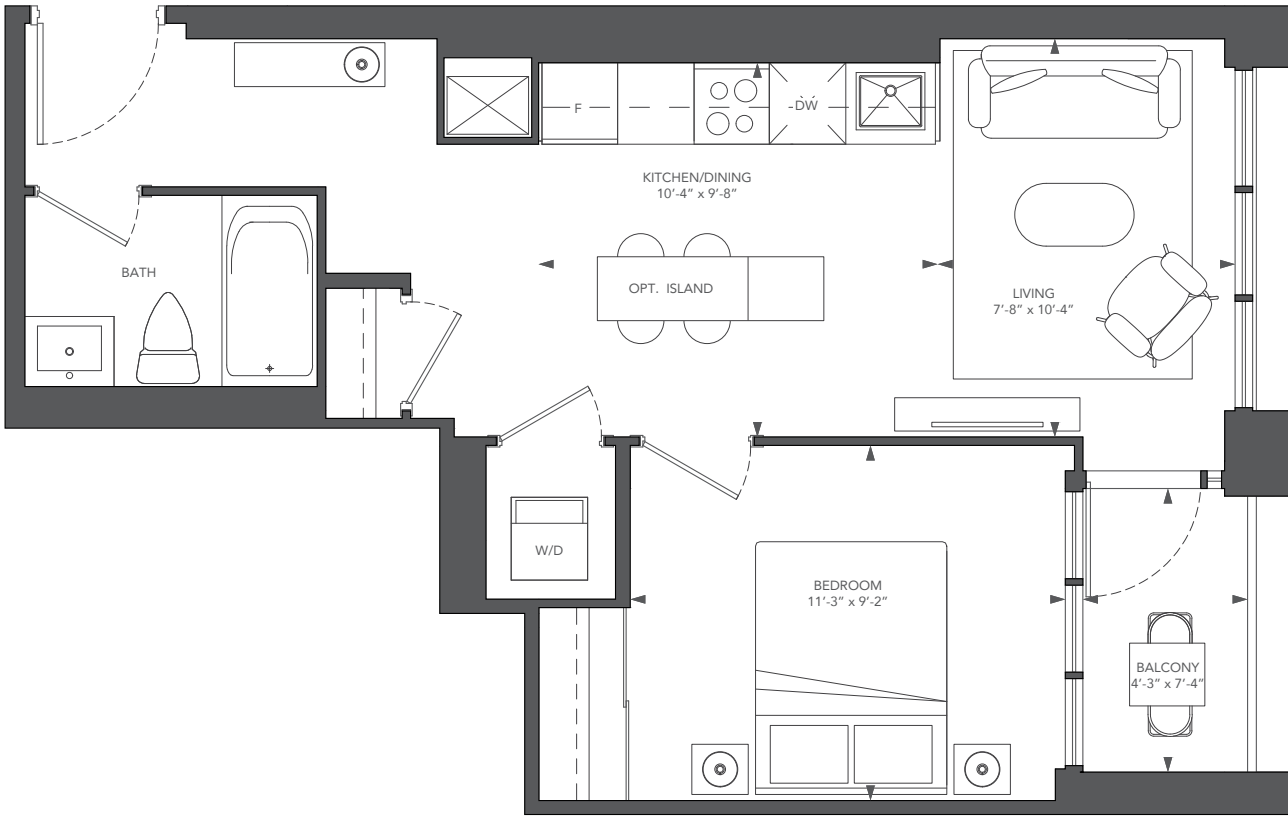 F
DW
KITCHEN/DINING
10'-4" x 9'-8"
BATH
OPT. ISLAND
LIVING
7'-8" x 10'-4"
W/D
BEDROOM
11'-3" x 9'-2"
BALCONY
4'-3" x 7'-4"